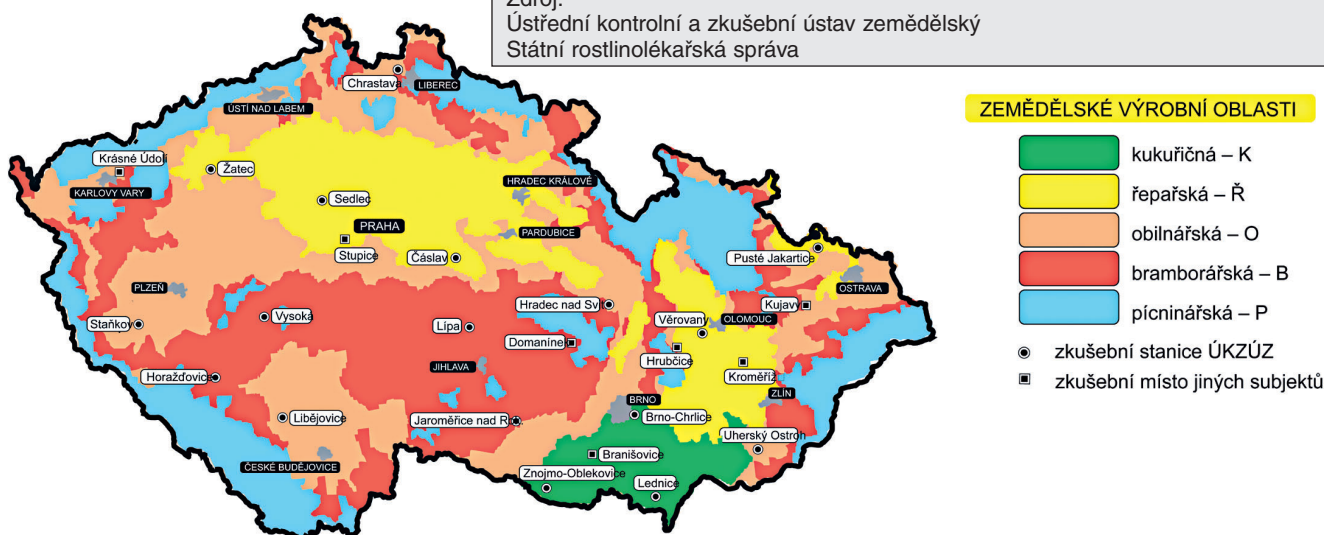 Zdroj:
Ústřední kontrolní a zkušební ústav zemědělský
Státní rostlinolékařská správa
Chrastava
LIBEREC
ÚSTÍ NAD LABEM
Krásné Údolí
KARLOVY VARY
Žatec
Sedlec
HRADEC KRÁLOVÉ
PRAHA
Stupice
PARDUBICE
Čáslav
Pusté Jakartice
OSTRAVA
PLZEŇ
Hradec nad Sv
Kujavy
Staňkov
Vysoká
Lípa
Věrovany
OLOMOUC
Domaníne
Hrubčice
Kroměříž
JIHLAVA
Horažďovice
ZLÍN
BRNO
Libějovice
Jaroměřice nad R
Brno-Chrlice
Uherský Ostroh
ČESKÉ BUDĚJOVICE
Branišovice
Znojmo-Oblekovice
Lednice
ZEMĚDĚLSKÉ VÝROBNÍ OBLASTI
kukuřičná – K
řepařská – Ř
obilnářská – O
bramborářská – B
pícninářská – P
zkušební stanice ÚKZÚZ
zkušební místo jiných subjektů